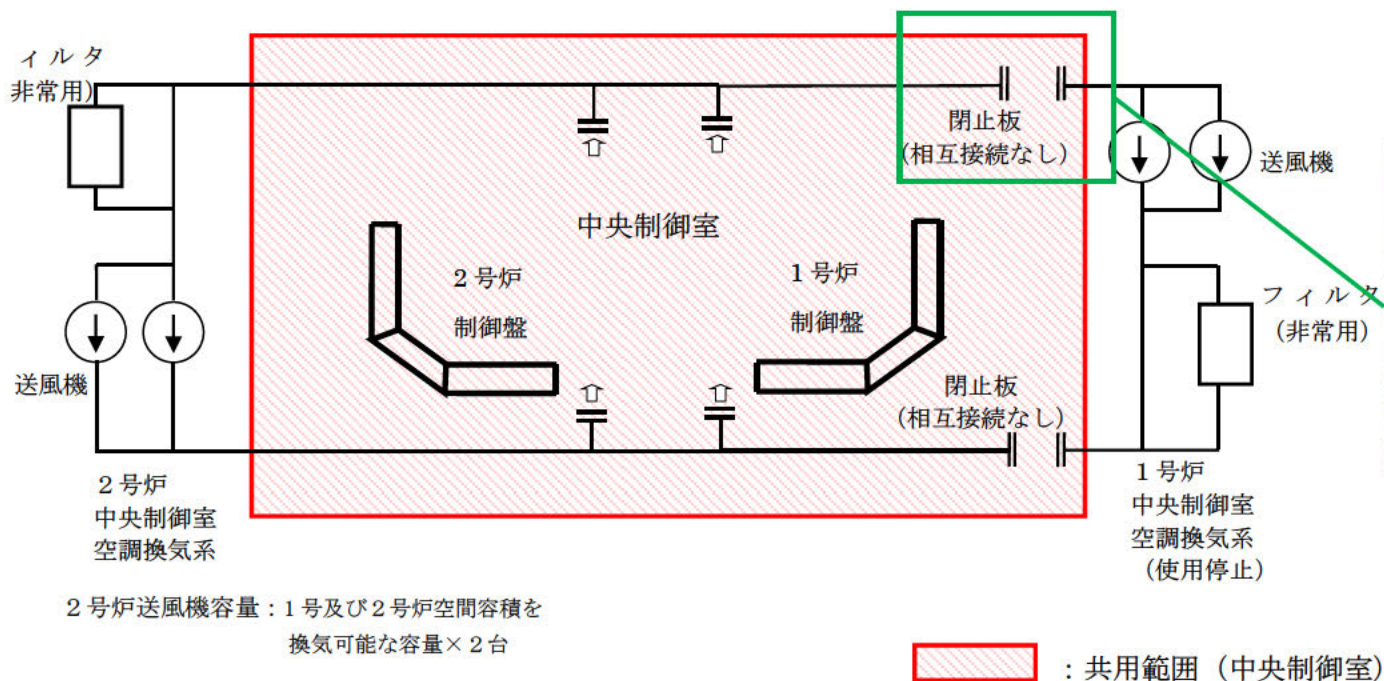 ィルタ
非常用)
閉止板
(相互接続なし)
送風機
中央制御室
2号炉
制御盤
1号炉
制御盤
フィルタ
(非常用)
送風機
閉止板
(相互接続なし)
2号炉
中央制御室
空調換気系
1号炉
中央制御室
空調換気系
(使用停止)
2号炉送風機容量:1号及び2号炉空間容積を
換気可能な容量×2台
:共用範囲(中央制御室)